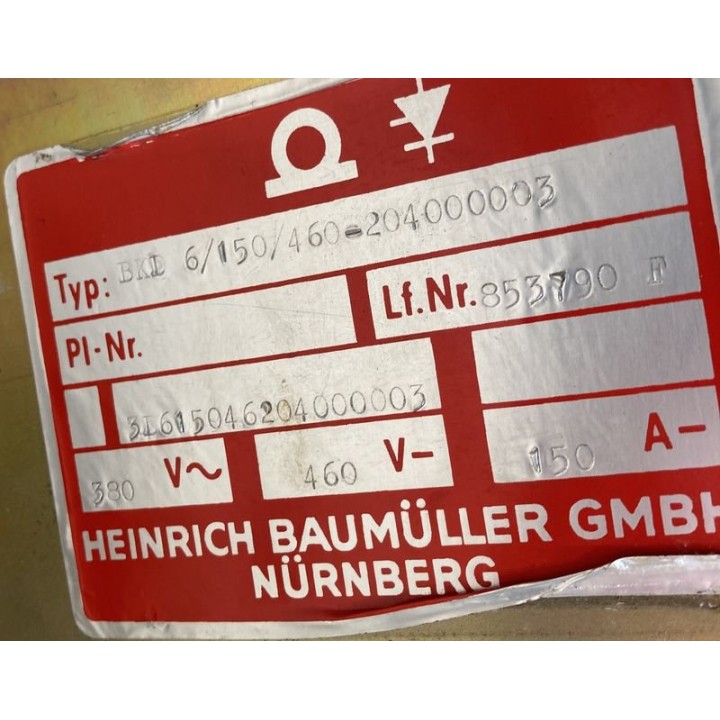 Typ: BKD 6/150/460-204000003
Pl-Nr. Lf.Nr. 853790 F
3161504620400003
380 V~ 460 V- 150 A-
HEINRICH BAUMÜLLER GMBH
NÜRNBERG